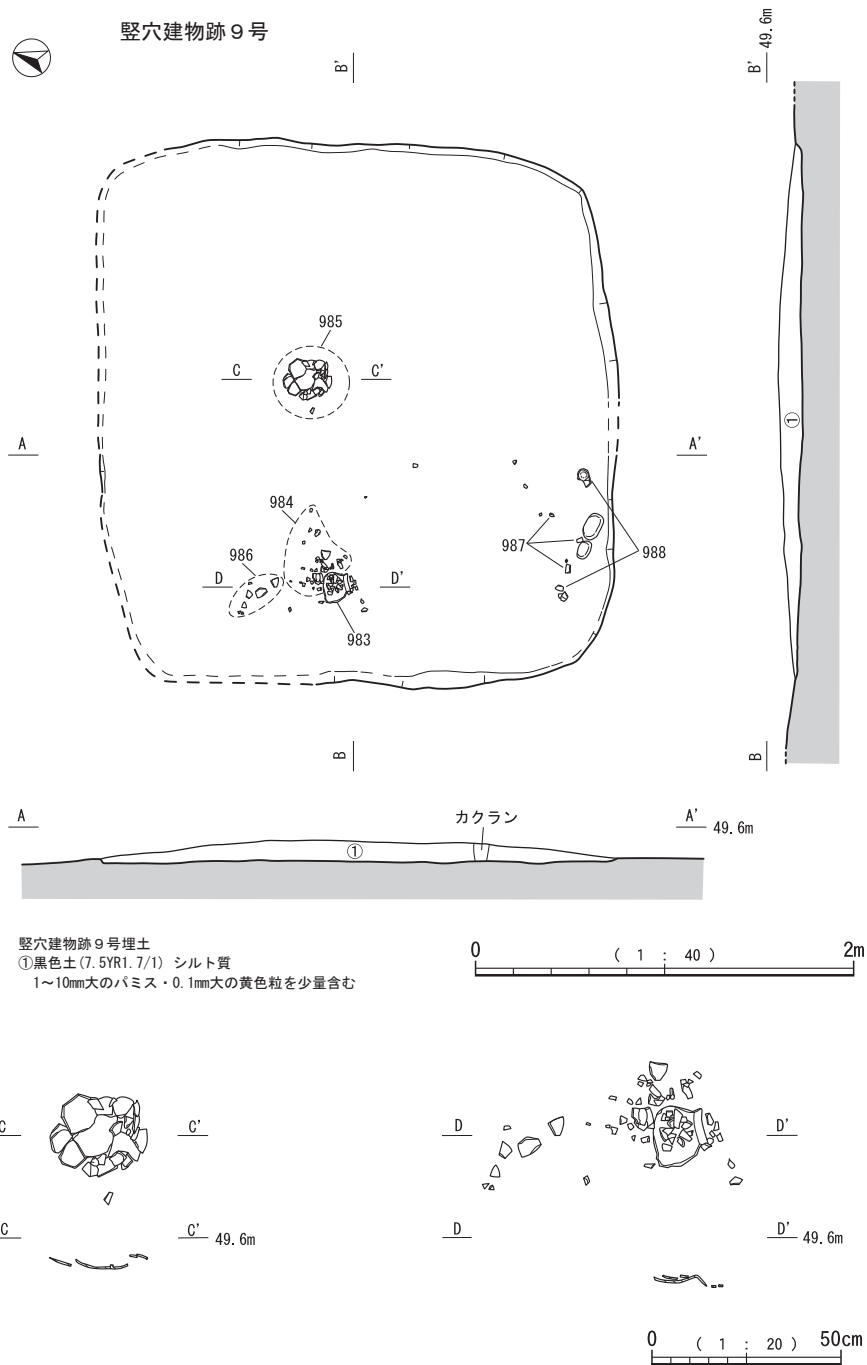 竪穴建物跡９号
B'
B'
49.6m
985
C
C'
A
A'
①
984
986
987
988
D
D'
983
B
B
A
カクラン
A'
49.6m
①
竪穴建物跡９号埋土
①黒色土(7.5YR1.7/1) シルト質
1～10mm大のパミス・0.1mm大の黄色粒を少量含む
0 ( 1 : 40 ) 2m
C
C'
D
D'
C
C'
49.6m
D
D'
49.6m
0 ( 1 : 20 ) 50cm